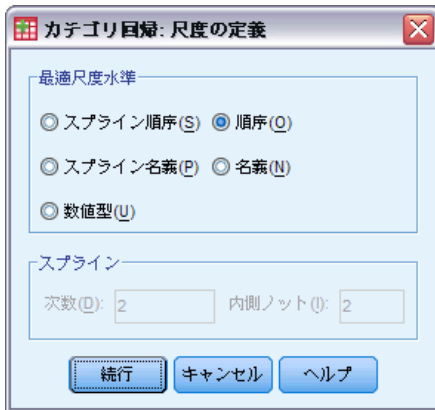 カテゴリ回帰: 尺度の定義
最適尺度水準
スプライン順序(S) 順序(O)
スプライン名義(P) 名義(N)
数値型(U)
スプライン
次数(D): 2 内側ノット(I): 2
続行 キャンセル ヘルプ